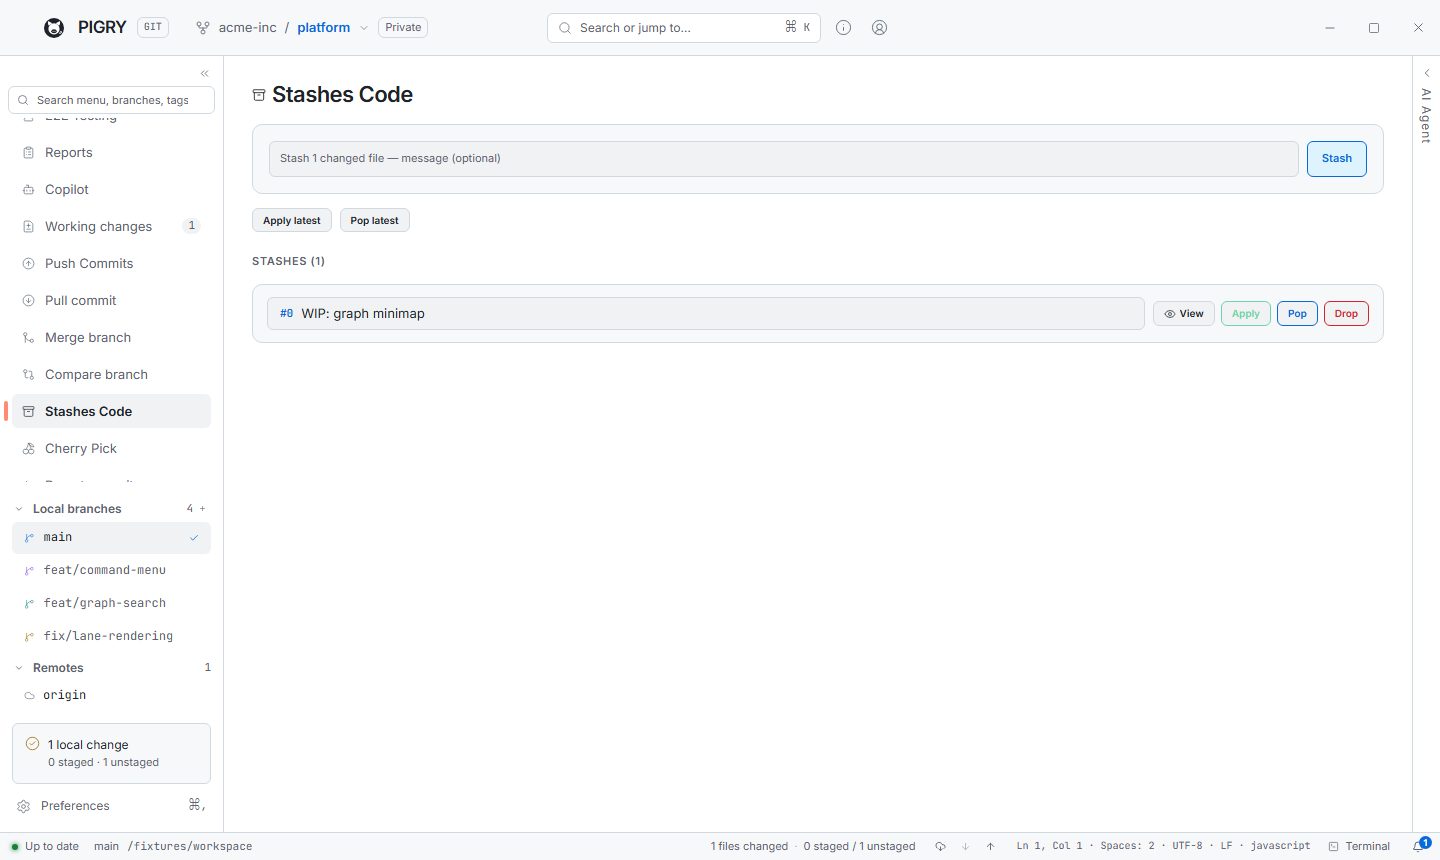 PIGRY GIT acme-inc / platform Private Search or jump to... ⌘ K
Search menu, branches, tags
Reports
Copilot
Working changes 1
Push Commits
Pull commit
Merge branch
Compare branch
Stashes Code
Cherry Pick
Local branches 4 +
main
feat/command-menu
feat/graph-search
fix/lane-rendering
Remotes 1
origin
1 local change
0 staged · 1 unstaged
Preferences ⌘,
Stashes Code
Stash 1 changed file — message (optional) Stash
Apply latest Pop latest
STASHES (1)
#0 WIP: graph minimap View Apply Pop Drop
AI Agent
Up to date main /fixtures/workspace 1 files changed · 0 staged / 1 unstaged Ln 1, Col 1 · Spaces: 2 · UTF-8 · LF · javascript Terminal 1